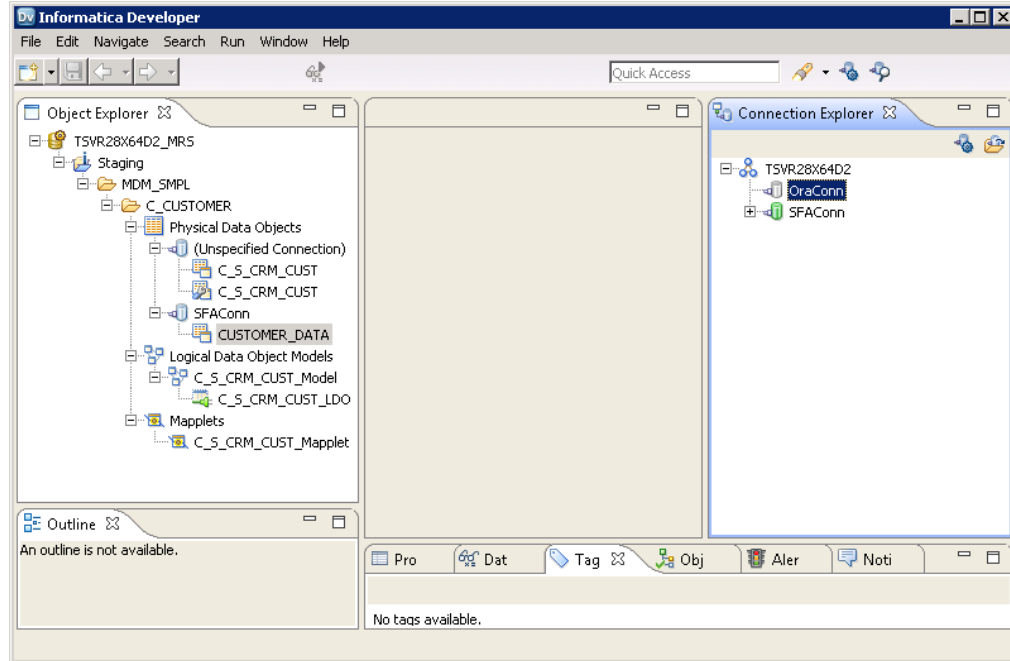 Dv Informatica Developer
File Edit Navigate Search Run Window Help
Quick Access
Object Explorer
TSVR28X64D2_MRS
Staging
MDM_SMPL
C_CUSTOMER
Physical Data Objects
(Unspecified Connection)
C_S_CRM_CUST
C_S_CRM_CUST
SFAConn
CUSTOMER_DATA
Logical Data Object Models
C_S_CRM_CUST_Model
C_S_CRM_CUST_LDO
Mapplets
C_S_CRM_CUST_Mapplet
Connection Explorer
TSVR28X64D2
OraConn
SFAConn
Outline
An outline is not available.
Pro Dat Tag Obj Aler Noti
No tags available.